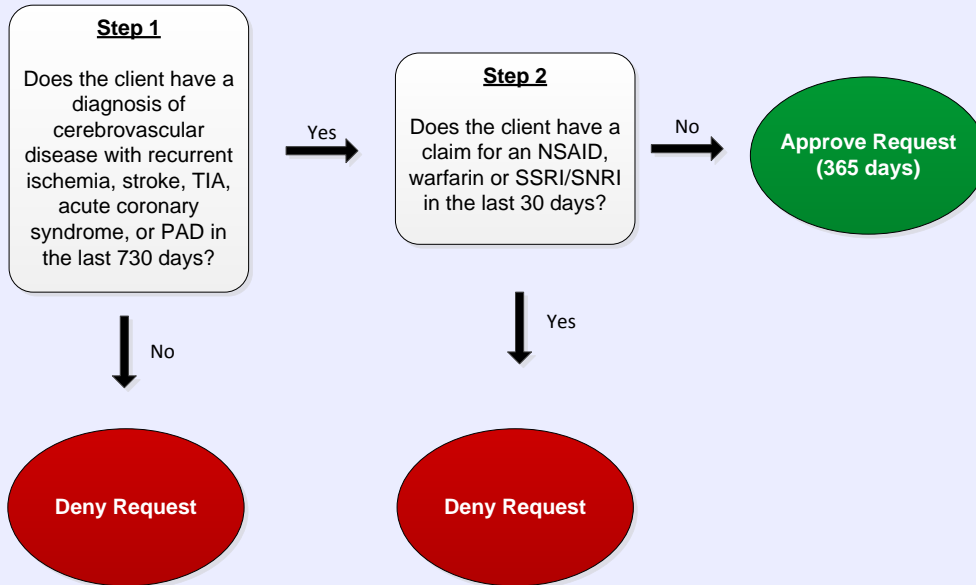 Step 1
Does the client have a
diagnosis of
cerebrovascular
disease with recurrent
ischemia, stroke, TIA,
acute coronary
syndrome, or PAD in
the last 730 days?
Yes
No
Step 2
Does the client have a
claim for an NSAID,
warfarin or SSRI/SNRI
in the last 30 days?
No
Yes
Approve Request
(365 days)
Deny Request
Deny Request